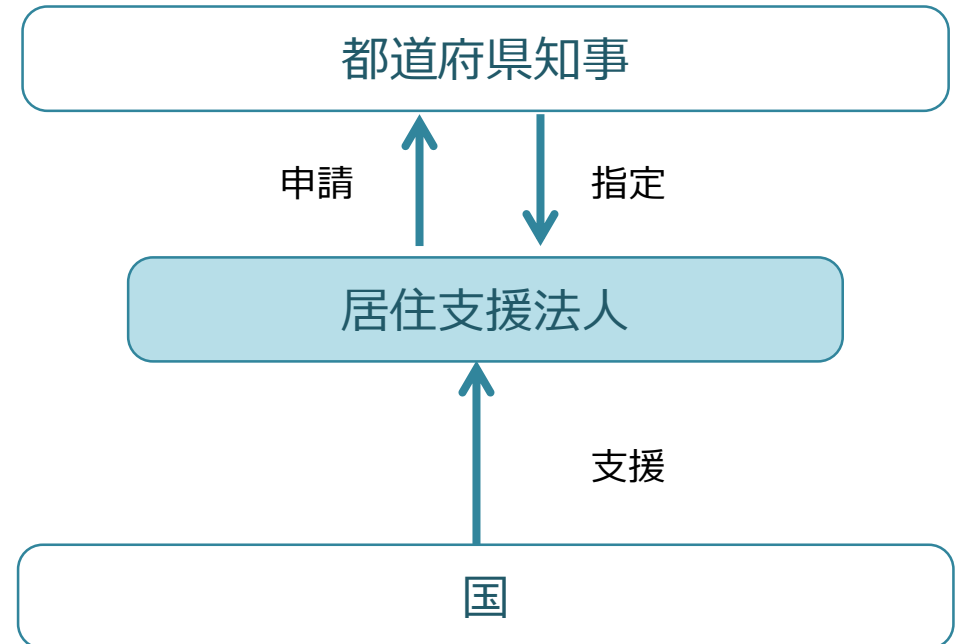 都道府県知事
申請
指定
居住支援法人
支援
国